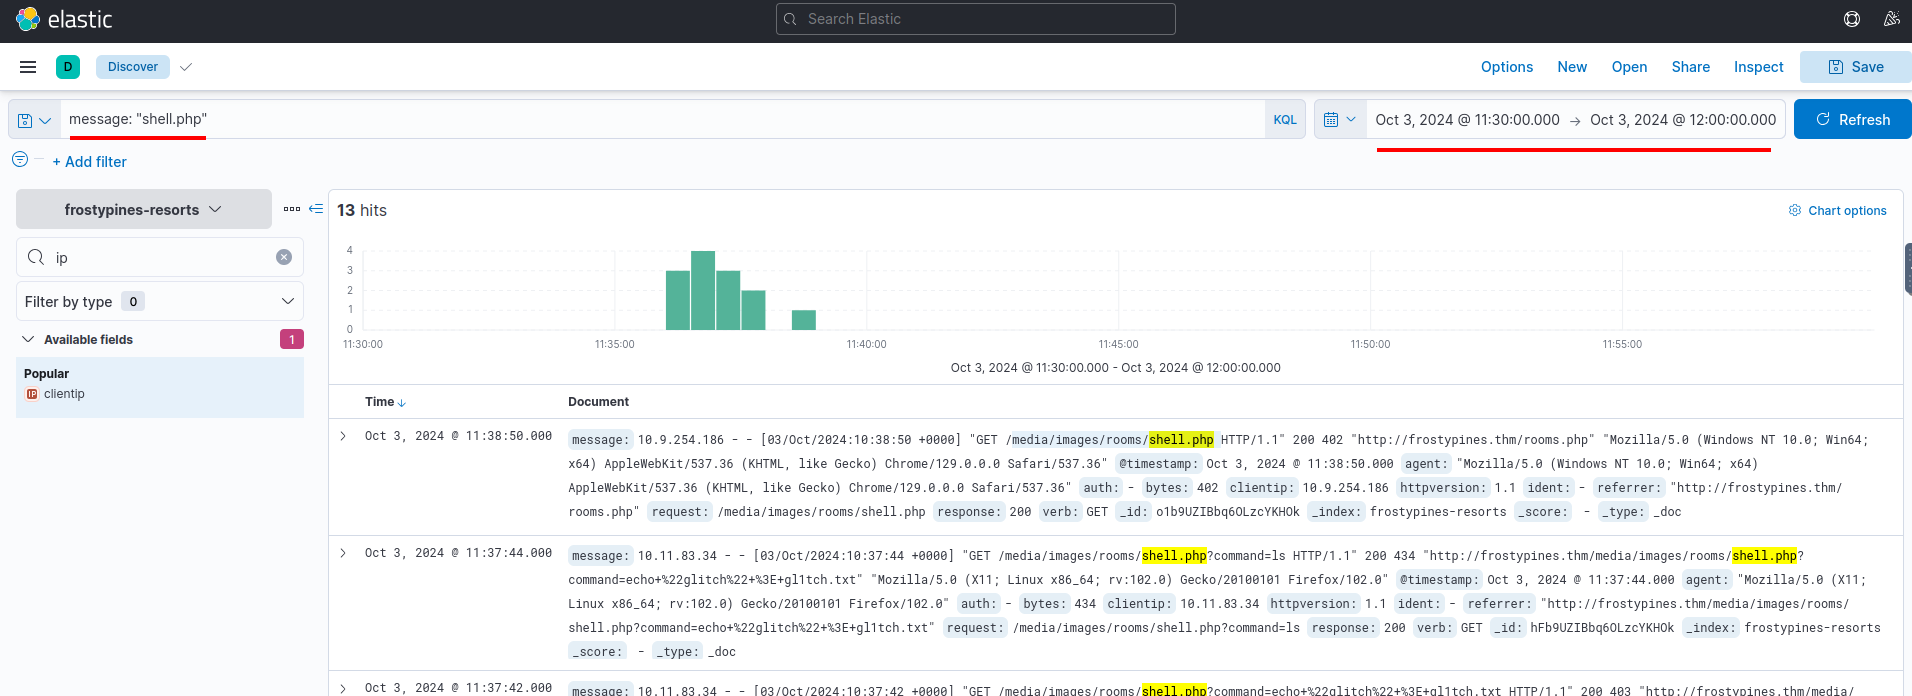 elastic
Search Elastic
D
Discover
Options New Open Share Inspect Save
message: "shell.php"
KQL
Oct 3, 2024 @ 11:30:00.000 → Oct 3, 2024 @ 12:00:00.000
Refresh
+ Add filter
frostypines-resorts
ip
Filter by type 0
Available fields 1
Popular
IP clientip
13 hits
Chart options
4
3
2
1
0
11:30:00 11:35:00 11:40:00 11:45:00 11:50:00 11:55:00
Oct 3, 2024 @ 11:30:00.000 - Oct 3, 2024 @ 12:00:00.000
Time ↓ Document
Oct 3, 2024 @ 11:38:50.000 message: 10.9.254.186 - - [03/Oct/2024:10:38:50 +0000] "GET /media/images/rooms/shell.php HTTP/1.1" 200 402 "http://frostypines.thm/rooms.php" "Mozilla/5.0 (Windows NT 10.0; Win64;
x64) AppleWebKit/537.36 (KHTML, like Gecko) Chrome/129.0.0.0 Safari/537.36" @timestamp: Oct 3, 2024 @ 11:38:50.000 agent: "Mozilla/5.0 (Windows NT 10.0; Win64; x64)
AppleWebKit/537.36 (KHTML, like Gecko) Chrome/129.0.0.0 Safari/537.36" auth: - bytes: 402 clientip: 10.9.254.186 httpversion: 1.1 ident: - referrer: "http://frostypines.thm/
rooms.php" request: /media/images/rooms/shell.php response: 200 verb: GET _id: o1b9UZIBbq6OLzcYKHOk _index: frostypines-resorts _score: - _type: _doc
Oct 3, 2024 @ 11:37:44.000 message: 10.11.83.34 - - [03/Oct/2024:10:37:44 +0000] "GET /media/images/rooms/shell.php?command=ls HTTP/1.1" 200 434 "http://frostypines.thm/media/images/rooms/shell.php?
command=echo+%22glitch%22+%3E+gl1tch.txt" "Mozilla/5.0 (X11; Linux x86_64; rv:102.0) Gecko/20100101 Firefox/102.0" @timestamp: Oct 3, 2024 @ 11:37:44.000 agent: "Mozilla/5.0 (X11;
Linux x86_64; rv:102.0) Gecko/20100101 Firefox/102.0" auth: - bytes: 434 clientip: 10.11.83.34 httpversion: 1.1 ident: - referrer: "http://frostypines.thm/media/images/rooms/
shell.php?command=echo+%22glitch%22+%3E+gl1tch.txt" request: /media/images/rooms/shell.php?command=ls response: 200 verb: GET _id: hFb9UZIBbq6OLzcYKHOk _index: frostypines-resorts
_score: - _type: _doc
Oct 3, 2024 @ 11:37:42.000 message: 10.11.83.34 - - [03/Oct/2024:10:37:42 +0000] "GET /media/images/rooms/shell.php?command=echo+%22glitch%22+%3E+gl1tch.txt HTTP/1.1" 200 403 "http://frostypines.thm/media/